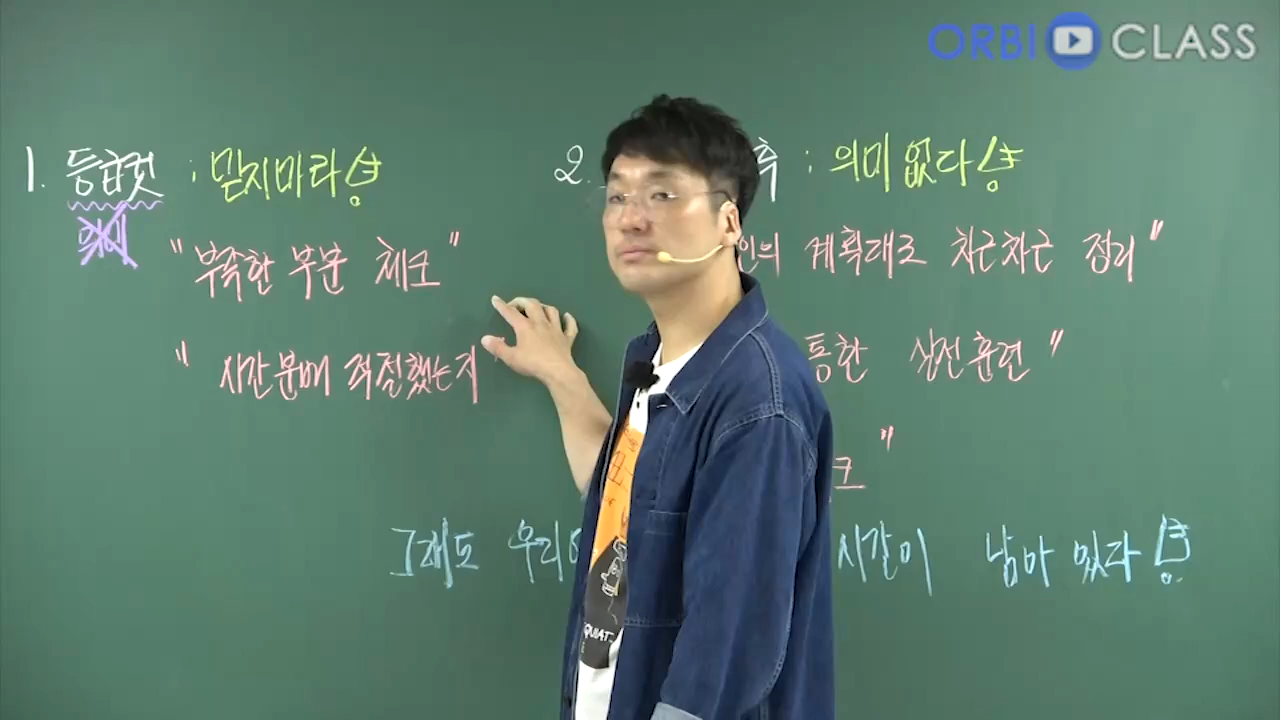 ORBI CLASS
1. 등급컷 : 믿지마라!
"부족한 부분 체크"
"시간분배 적절했는지
2. 후 : 의미 없다!
인의 계획대로 차근차근 정리"
통한 실전훈련"
크"
그래도 우리 시간이 남아 있다!
QUIAT